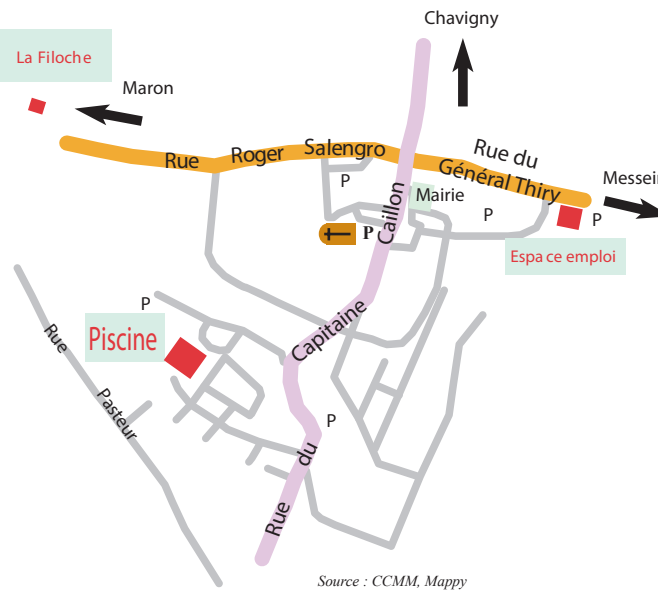 Chavigny
La Filoche
Maron
Rue Roger Salengro
Rue du
Général Thiry
Messein
P
Mairie
P
P
P
Caillon
Espa ce emploi
P
Piscine
Capitaine
Rue
Pasteur
P
du
Rue
Source : CCMM, Mappy